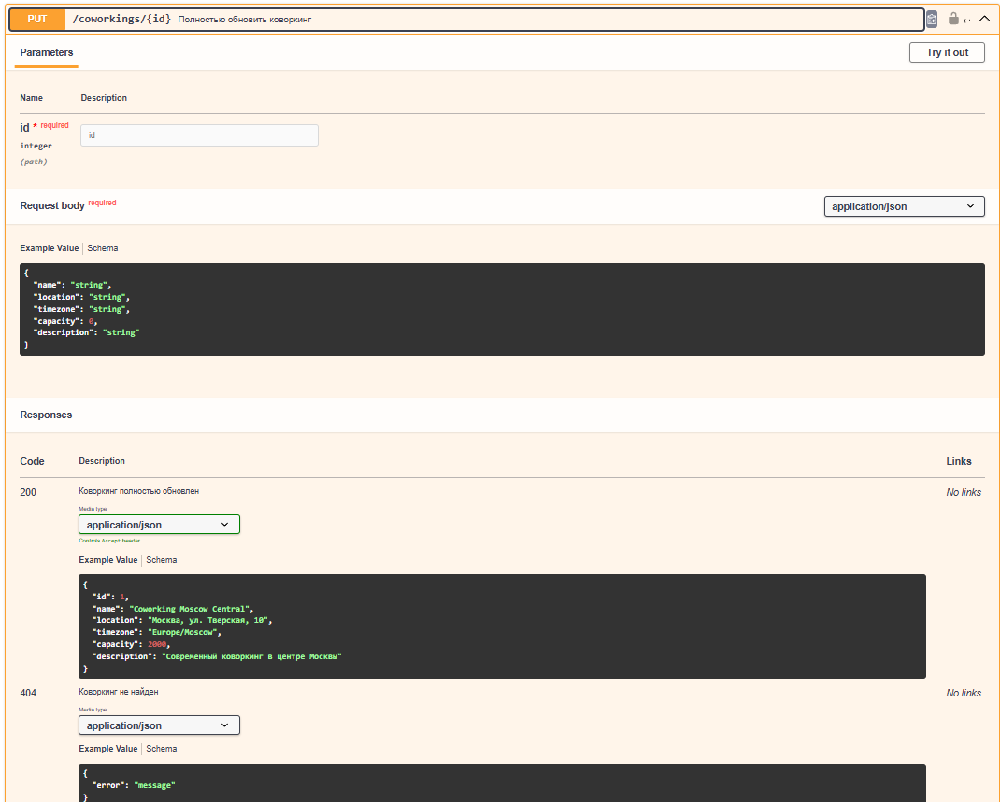 PUT /coworkings/{id} Полностью обновить коворкинг
Parameters
Try it out
Name Description
id * required
id
integer
(path)
Request body required
application/json
Example Value Schema
{
"name": "string",
"location": "string",
"timezone": "string",
"capacity": 0,
"description": "string"
}
Responses
Code Description Links
200 Коворкинг полностью обновлен No links
Media type
application/json
Controls Accept header.
Example Value Schema
{
"id": 1,
"name": "Coworking Moscow Central",
"location": "Москва, ул. Тверская, 10",
"timezone": "Europe/Moscow",
"capacity": 2000,
"description": "Современный коворкинг в центре Москвы"
}
404 Коворкинг не найден No links
Media type
application/json
Example Value Schema
{
"error": "message"
}